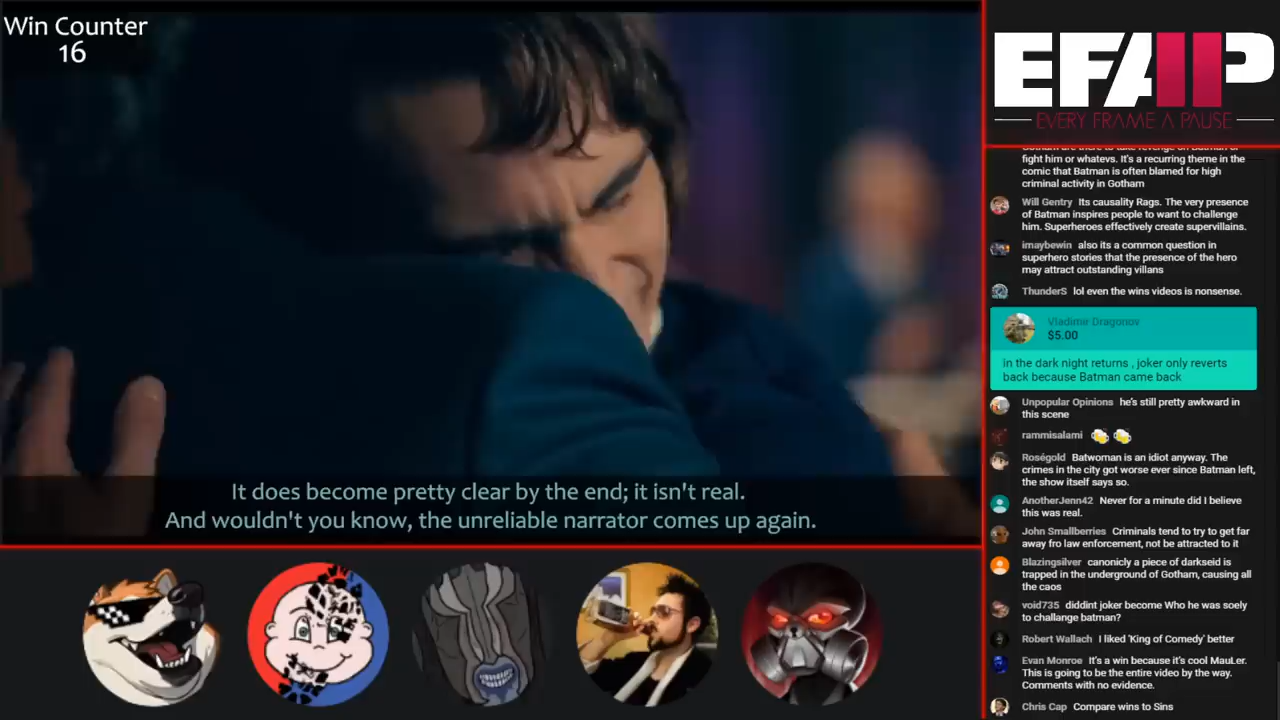 Win Counter
16
It does become pretty clear by the end; it isn't real.
And wouldn't you know, the unreliable narrator comes up again.
EFAP
EVERY FRAME A PAUSE
Gotham are there to take revenge on Batman or
fight him or whatevs. It's a recurring theme in the
comic that Batman is often blamed for high
criminal activity in Gotham
Will Gentry Its causality Rags. The very presence
of Batman inspires people to want to challenge
him. Superheroes effectively create supervillains.
imaybewin also its a common question in
superhero stories that the presence of the hero
may attract outstanding villans
ThunderS lol even the wins videos is nonsense.
Vladimir Dragonov
$5.00
in the dark night returns , joker only reverts
back because Batman came back
Unpopular Opinions he's still pretty awkward in
this scene
rammisalami
Roségold Batwoman is an idiot anyway. The
crimes in the city got worse ever since Batman left,
the show itself says so.
AnotherJenn42 Never for a minute did I believe
this was real.
John Smallberries Criminals tend to try to get far
away fro law enforcement, not be attracted to it
Blazingsilver canonicly a piece of darkseid is
trapped in the underground of Gotham, causing all
the caos
void735 diddint joker become Who he was soely
to challange batman?
Robert Wallach I liked 'King of Comedy' better
Evan Monroe It's a win because it's cool MauLer.
This is going to be the entire video by the way.
Comments with no evidence.
Chris Cap Compare wins to Sins